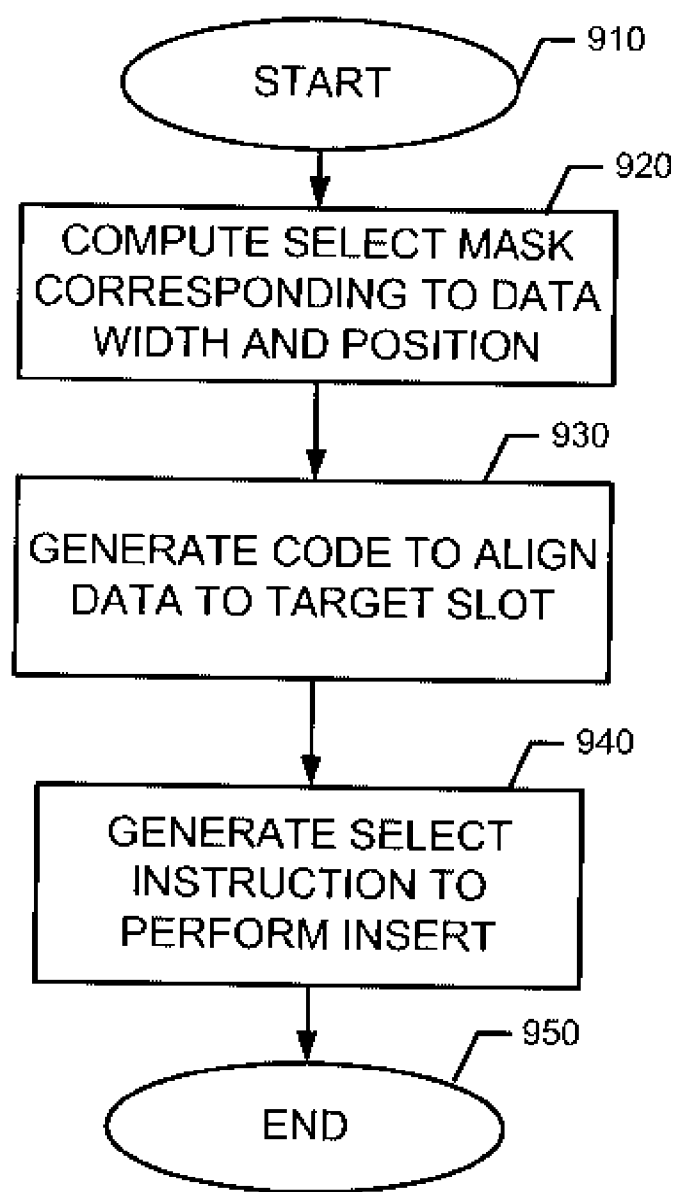 910
START
920
COMPUTE SELECT MASK
CORRESPONDING TO DATA
WIDTH AND POSITION
930
GENERATE CODE TO ALIGN
DATA TO TARGET SLOT
940
GENERATE SELECT
INSTRUCTION TO
PERFORM INSERT
950
END